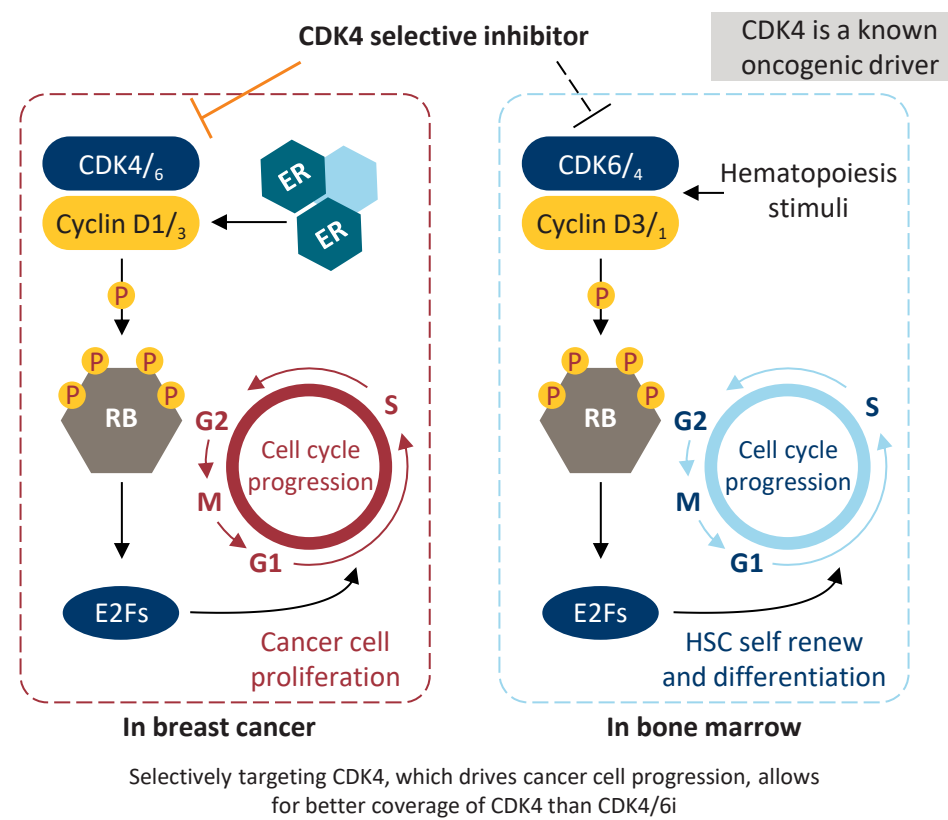 CDK4 selective inhibitor
CDK4 is a known
oncogenic driver
CDK4/6
Cyclin D1/3
ER
ER
P
P
P
P
P
RB
G2
S
M
G1
Cell cycle
progression
E2Fs
Cancer cell
proliferation
In breast cancer
CDK6/4
Cyclin D3/1
Hematopoiesis
stimuli
P
P
P
P
P
RB
G2
S
M
G1
Cell cycle
progression
E2Fs
HSC self renew
and differentiation
In bone marrow
Selectively targeting CDK4, which drives cancer cell progression, allows
for better coverage of CDK4 than CDK4/6i